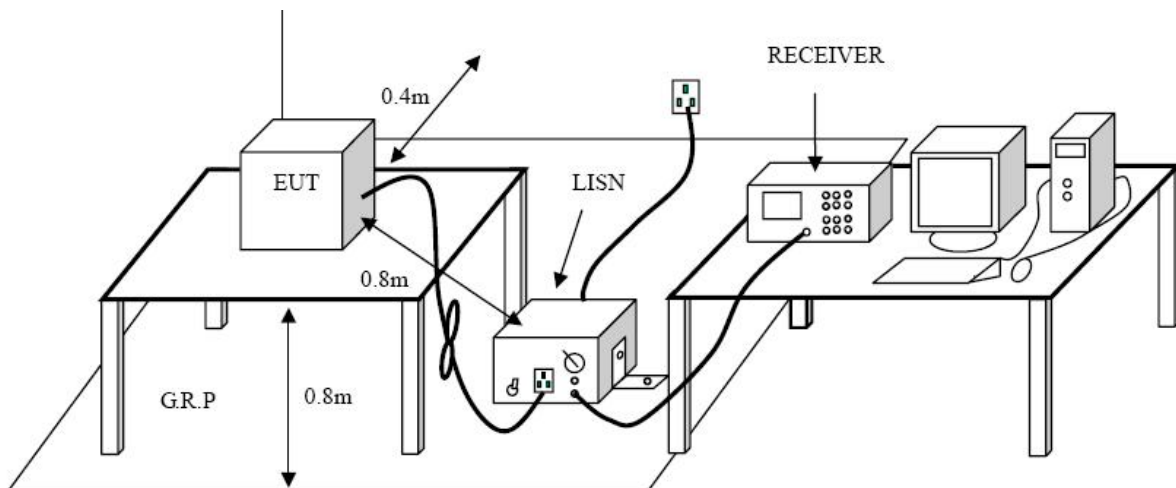 RECEIVER
0.4m
EUT
LISN
0.8m
G.R.P
0.8m